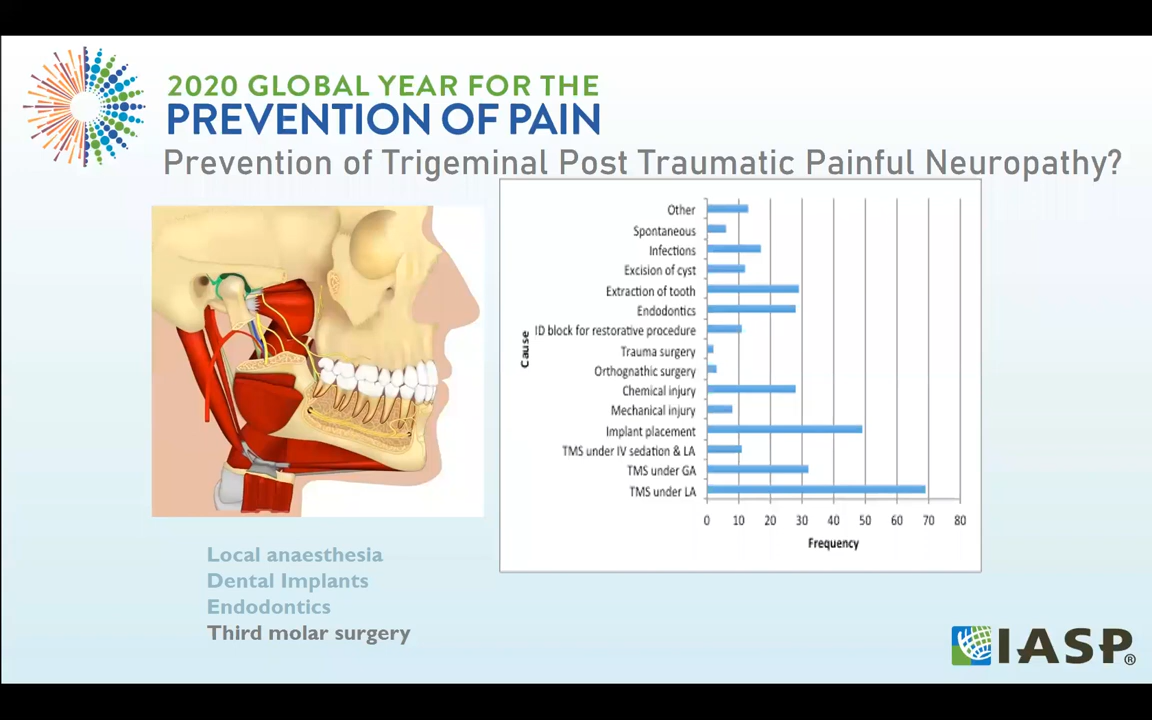 2020 GLOBAL YEAR FOR THE
PREVENTION OF PAIN
Prevention of Trigeminal Post Traumatic Painful Neuropathy?
Cause
Other
Spontaneous
Infections
Excision of cyst
Extraction of tooth
Endodontics
ID block for restorative procedure
Trauma surgery
Orthognathic surgery
Chemical injury
Mechanical injury
Implant placement
TMS under IV sedation & LA
TMS under GA
TMS under LA
0 10 20 30 40 50 60 70 80
Frequency
Local anaesthesia
Dental Implants
Endodontics
Third molar surgery
IASP®